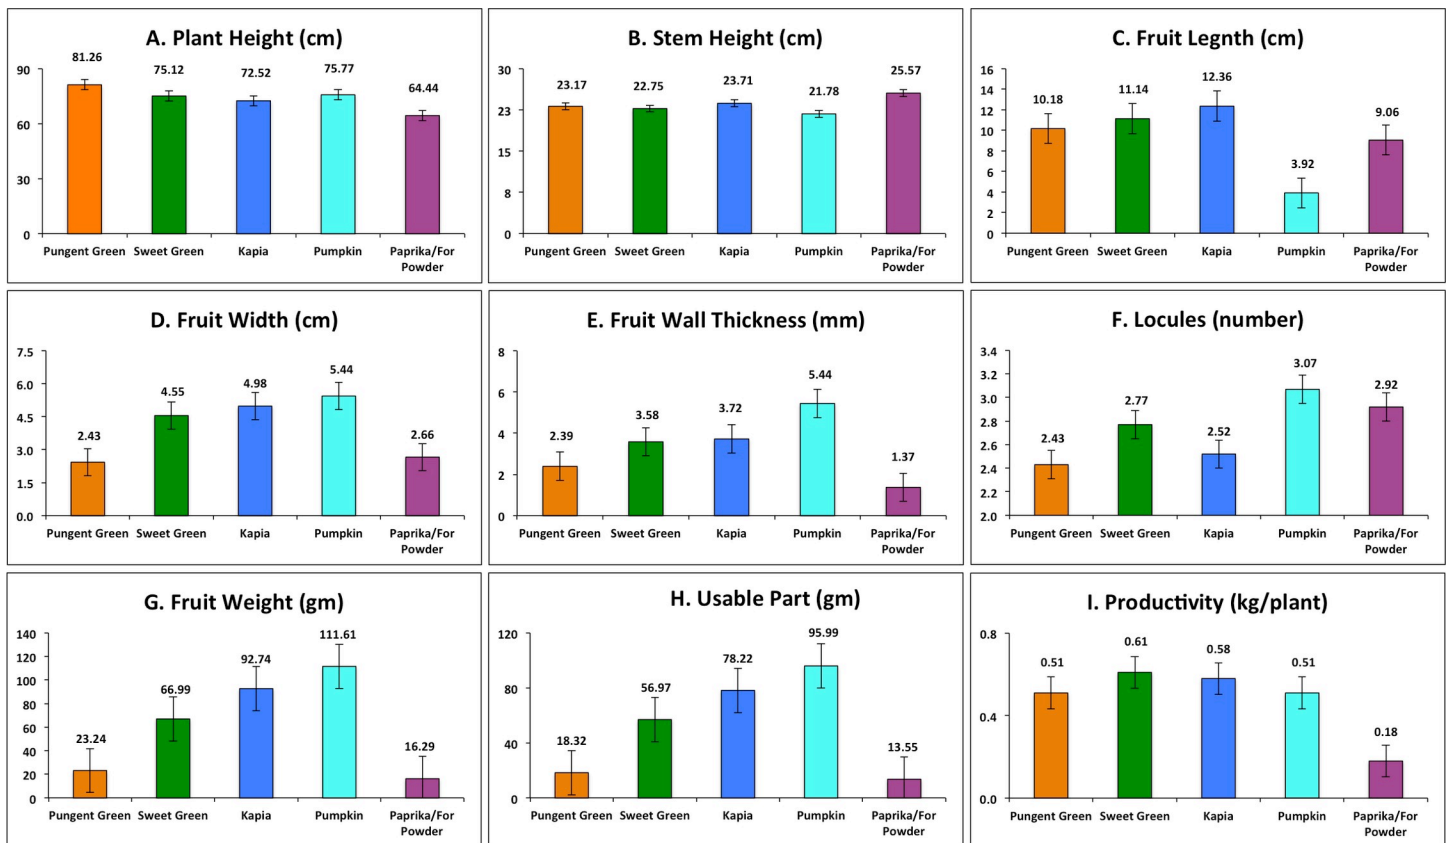 A. Plant Height (cm)
81.26
75.12
72.52
75.77
64.44
90
60
30
0
Pungent Green
Sweet Green
Kapia
Pumpkin
Paprika/For
Powder
B. Stem Height (cm)
23.17
22.75
23.71
21.78
25.57
30
23
15
8
0
Pungent Green
Sweet Green
Kapia
Pumpkin
Paprika/For
Powder
C. Fruit Legnth (cm)
10.18
11.14
12.36
3.92
9.06
16
14
12
10
8
6
4
2
0
Pungent Green
Sweet Green
Kapia
Pumpkin
Paprika/For
Powder
D. Fruit Width (cm)
2.43
4.55
4.98
5.44
2.66
7.5
6.0
4.5
3.0
1.5
0.0
Pungent Green
Sweet Green
Kapia
Pumpkin
Paprika/For
Powder
E. Fruit Wall Thickness (mm)
2.39
3.58
3.72
5.44
1.37
8
6
4
2
0
Pungent Green
Sweet Green
Kapia
Pumpkin
Paprika/For
Powder
F. Locules (number)
2.43
2.77
2.52
3.07
2.92
3.4
3.2
3.0
2.8
2.6
2.4
2.2
2.0
Pungent Green
Sweet Green
Kapia
Pumpkin
Paprika/For
Powder
G. Fruit Weight (gm)
23.24
66.99
92.74
111.61
16.29
140
120
100
80
60
40
20
0
Pungent Green
Sweet Green
Kapia
Pumpkin
Paprika/For
Powder
H. Usable Part (gm)
18.32
56.97
78.22
95.99
13.55
120
80
40
0
Pungent Green
Sweet Green
Kapia
Pumpkin
Paprika/For
Powder
I. Productivity (kg/plant)
0.51
0.61
0.58
0.51
0.18
0.8
0.4
0.0
Pungent Green
Sweet Green
Kapia
Pumpkin
Paprika/For
Powder